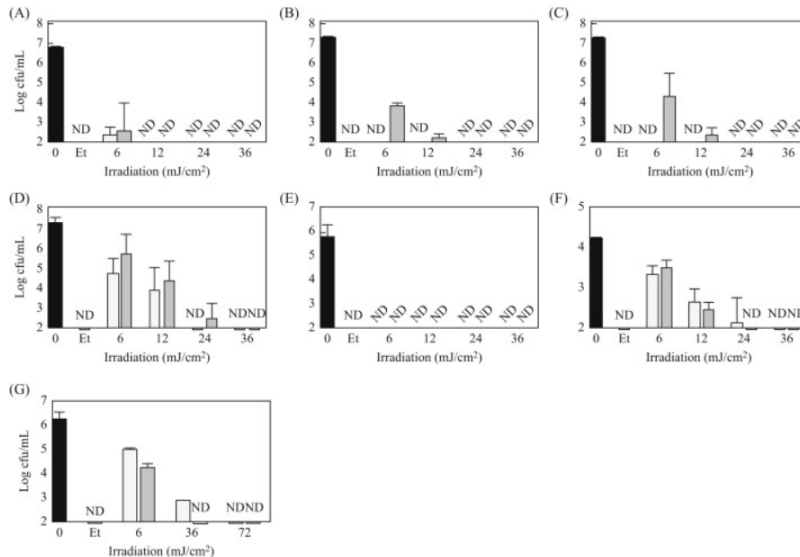 (A)
8
7
6
5
4
3
2
Log cfu/mL
ND
ND ND
ND ND
ND ND
0 Et 6 12 24 36
Irradiation (mJ/cm²)
(B)
8
7
6
5
4
3
2
ND ND
ND ND
ND ND
0 Et 6 12 24 36
Irradiation (mJ/cm²)
(C)
8
7
6
5
4
3
2
ND ND ND
ND ND
ND ND
0 Et 6 12 24 36
Irradiation (mJ/cm²)
(D)
8
7
6
5
4
3
2
Log cfu/mL
ND ND NDND
0 Et 6 12 24 36
Irradiation (mJ/cm²)
(E)
7
6
5
4
3
2
ND
ND ND
ND ND
ND ND
ND ND
0 Et 6 12 24 36
Irradiation (mJ/cm²)
(F)
5
4
3
2
ND ND NDND
0 Et 6 12 24 36
Irradiation (mJ/cm²)
(G)
7
6
5
4
3
2
Log cfu/mL
ND ND NDND
0 Et 6 36 72
Irradiation (mJ/cm²)